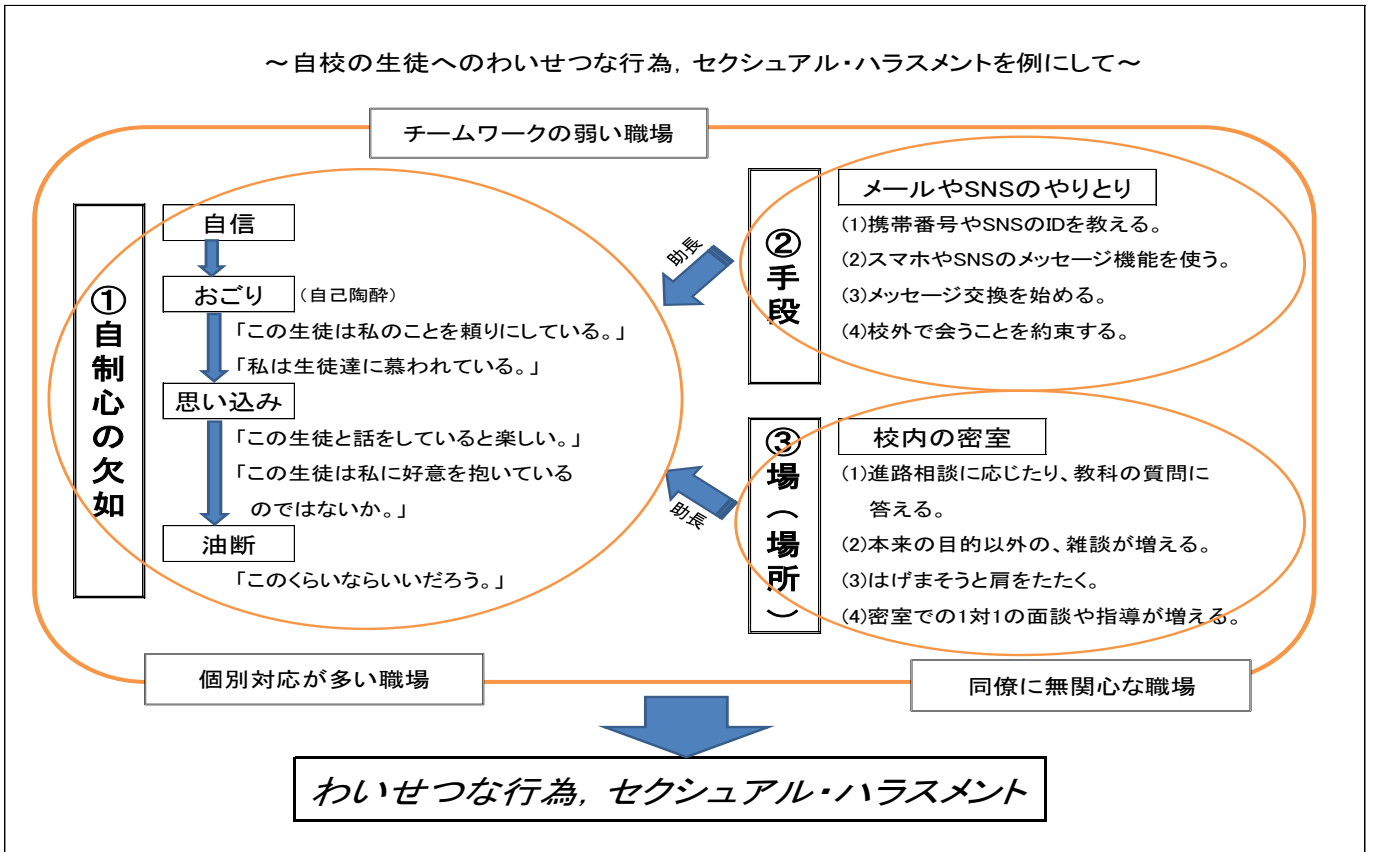 ～自校の生徒へのわいせつな行為，セクシュアル・ハラスメントを例にして～
チームワークの弱い職場
①自制心の欠如
自信
おごり （自己陶酔）
「この生徒は私のことを頼りにしている。」
「私は生徒達に慕われている。」
思い込み
「この生徒と話をしていると楽しい。」
「この生徒は私に好意を抱いている
のではないか。」
油断
「このくらいならいいだろう。」
助長
②手段
メールやSNSのやりとり
(1)携帯番号やSNSのIDを教える。
(2)スマホやSNSのメッセージ機能を使う。
(3)メッセージ交換を始める。
(4)校外で会うことを約束する。
助長
③場（場所）
校内の密室
(1)進路相談に応じたり、教科の質問に
答える。
(2)本来の目的以外の、雑談が増える。
(3)はげまそうと肩をたたく。
(4)密室での1対1の面談や指導が増える。
個別対応が多い職場
同僚に無関心な職場
わいせつな行為，セクシュアル・ハラスメント